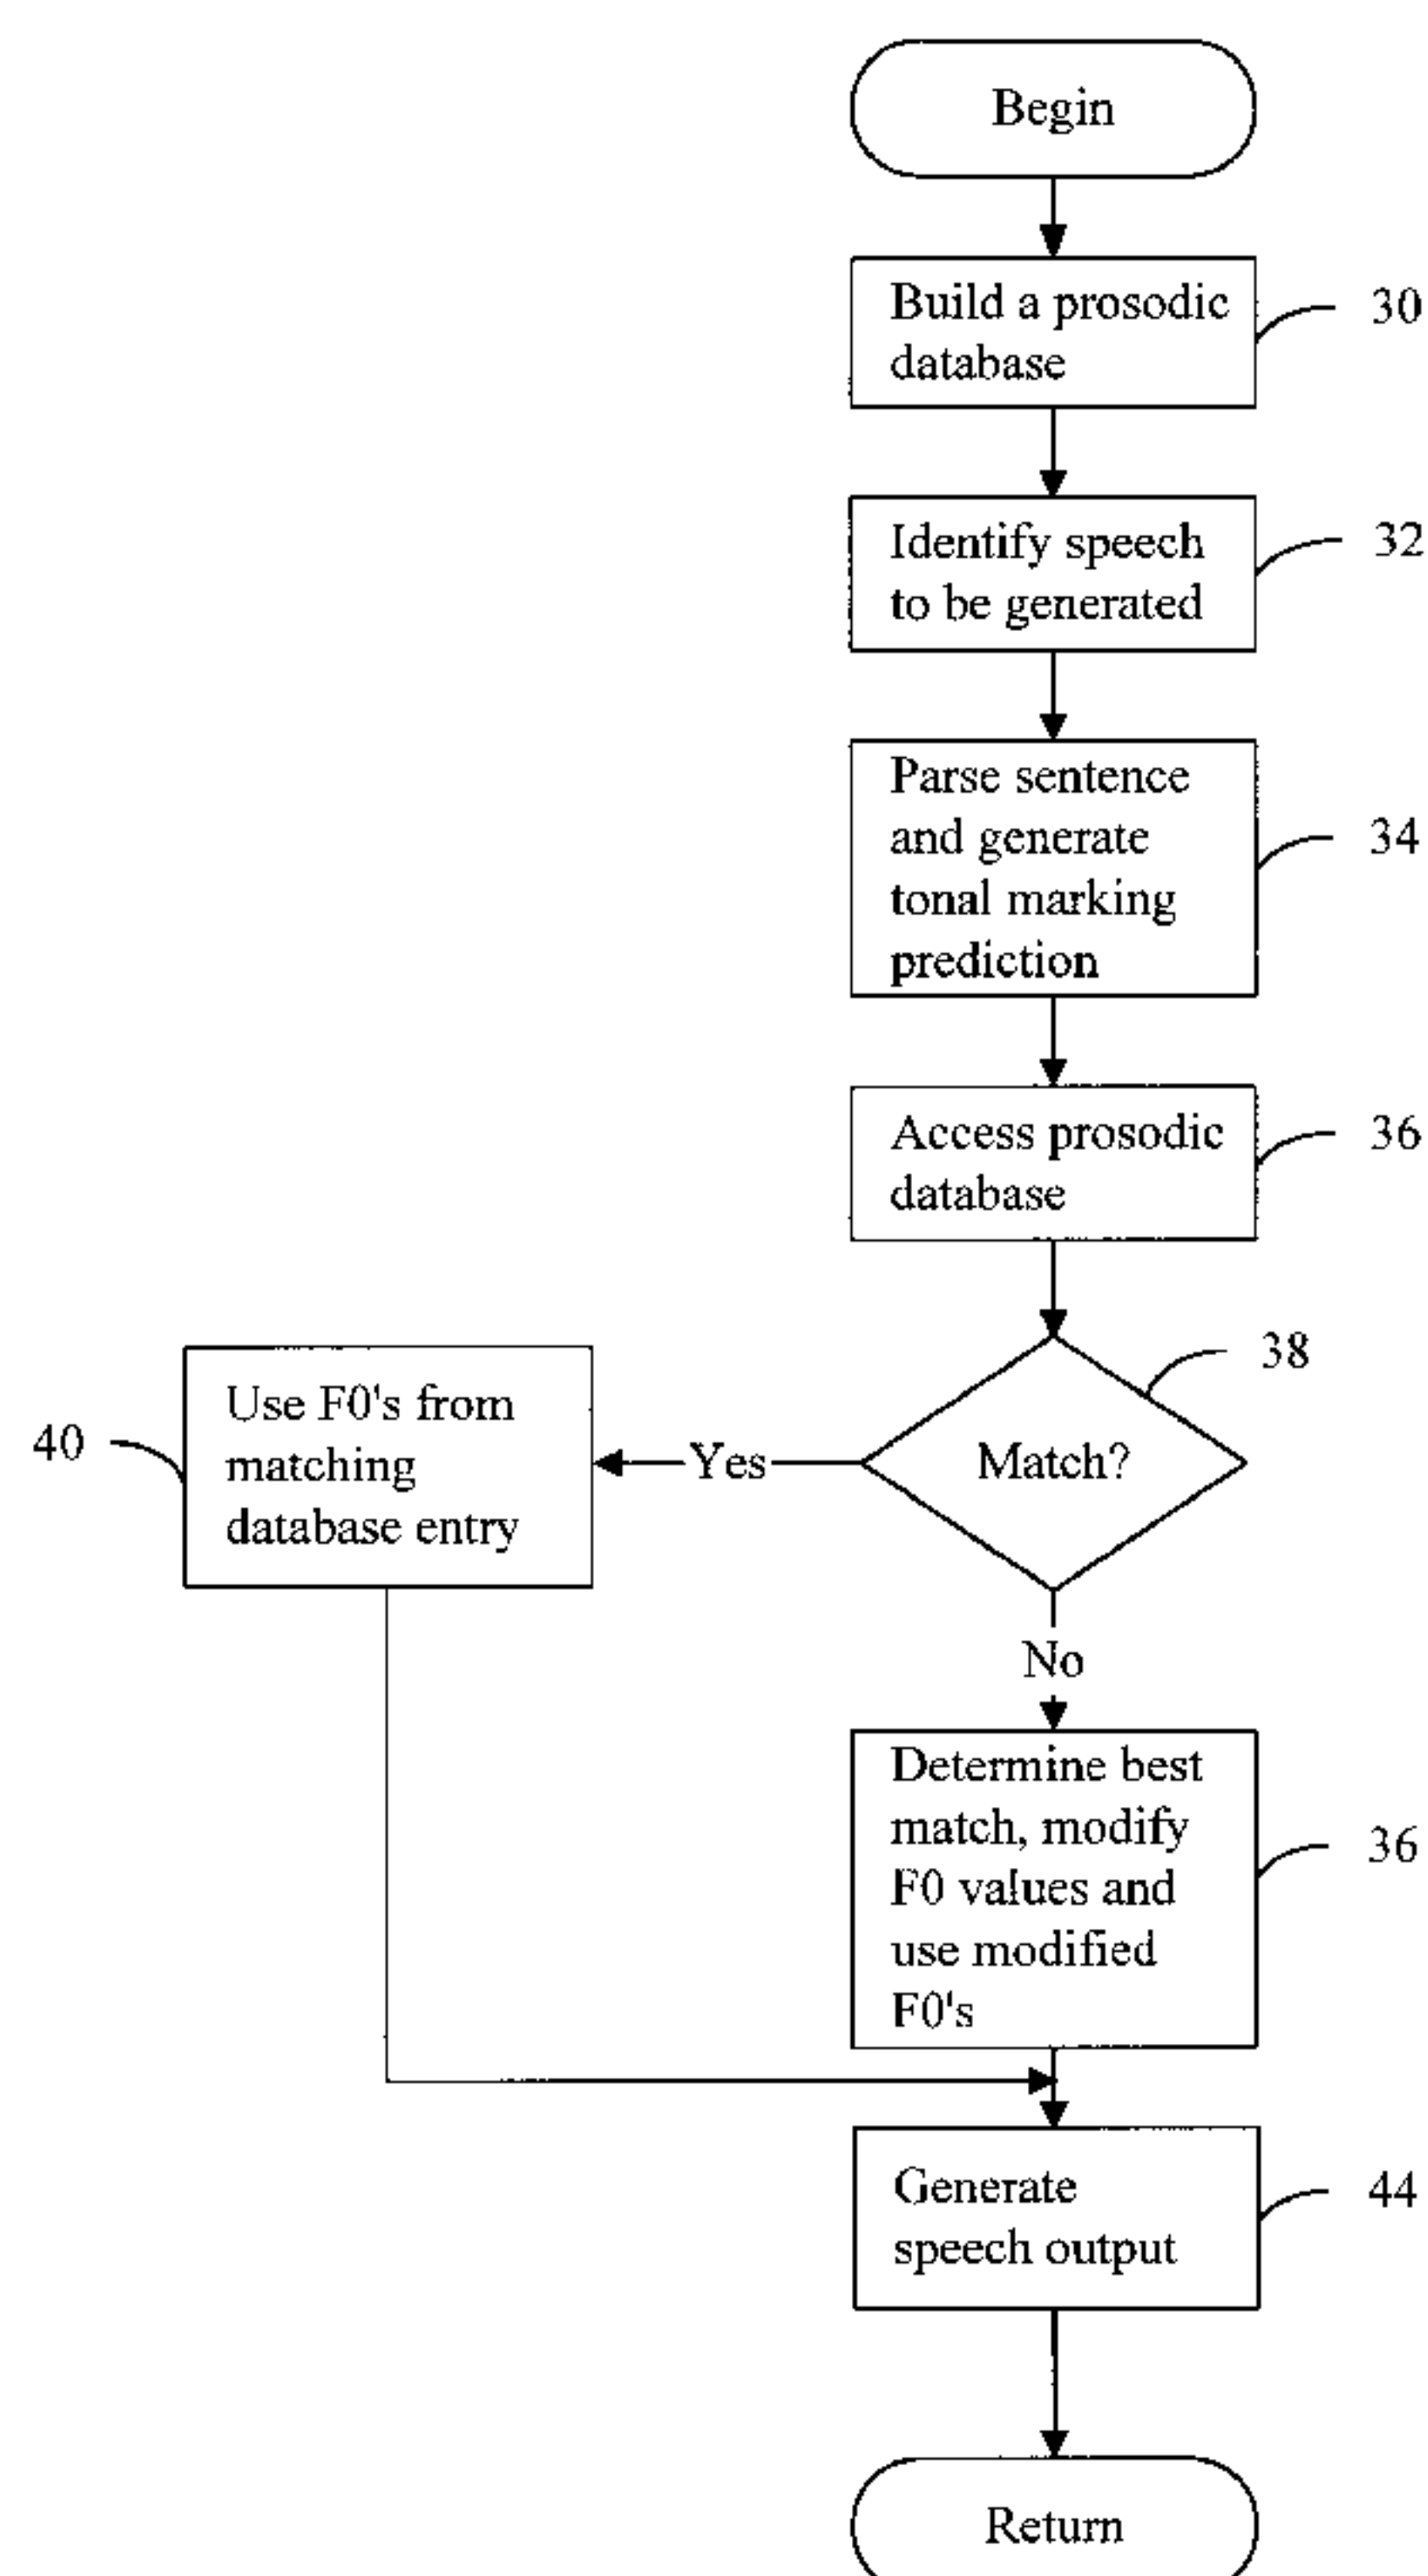 Begin
Build a prosodic
database
30
Identify speech
to be generated
32
Parse sentence
and generate
tonal marking
prediction
34
Access prosodic
database
36
Match?
38
Yes
Use F0's from
matching
database entry
40
No
Determine best
match, modify
F0 values and
use modified
F0's
36
Generate
speech output
44
Return